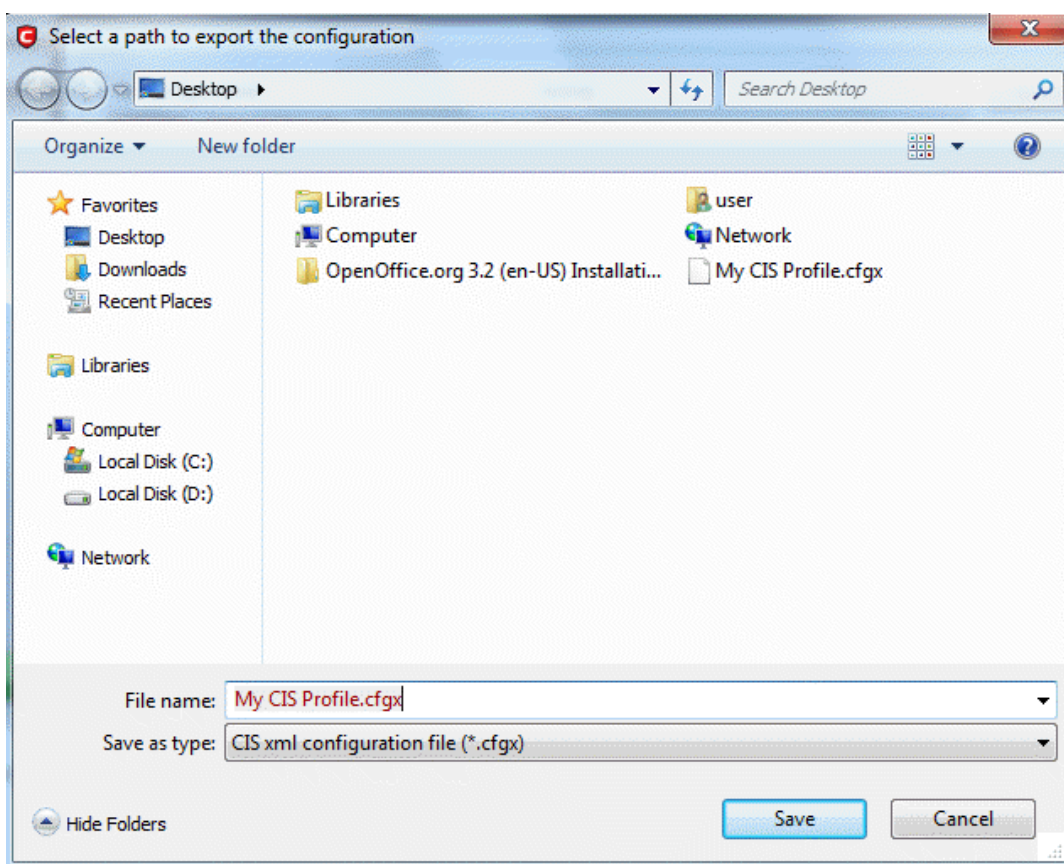 Select a path to export the configuration
Desktop
Search Desktop
Organize
New folder
Favorites
Desktop
Downloads
Recent Places
Libraries
Computer
Local Disk (C:)
Local Disk (D:)
Network
Libraries
user
Computer
Network
OpenOffice.org 3.2 (en-US) Installati...
My CIS Profile.cfgx
File name: My CIS Profile.cfgx
Save as type: CIS xml configuration file (*.cfgx)
Hide Folders
Save
Cancel